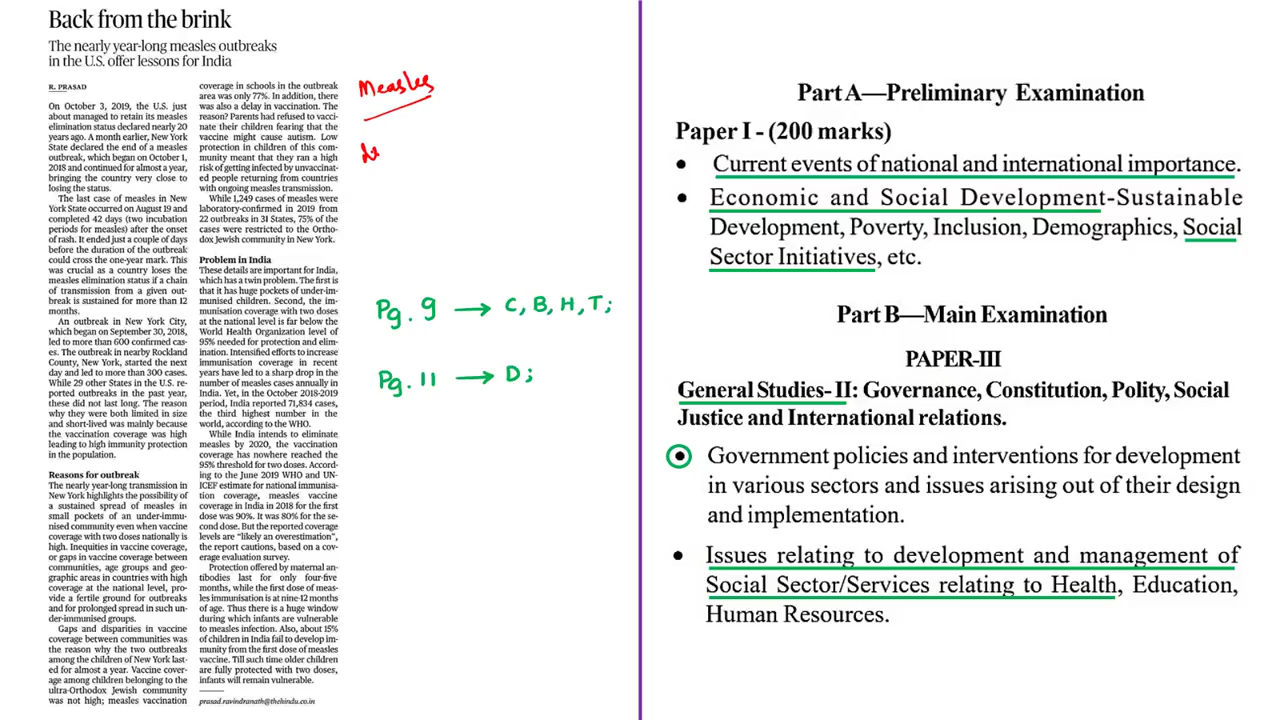 Back from the brink
The nearly year-long measles outbreaks
in the U.S. offer lessons for India
R. PRASAD
On October 3, 2019, the U.S. just
about managed to retain its measles
elimination status declared nearly 20
years ago. A month earlier, New York
State declared the end of a measles
outbreak, which began on October 1,
2018 and continued for almost a year,
bringing the country very close to
losing the status.
The last case of measles in New
York State occurred on August 19 and
completed 42 days (two incubation
periods for measles) after the onset
of rash. It ended just a couple of days
before the duration of the outbreak
could cross the one-year mark. This
was crucial as a country loses the
measles elimination status if a chain
of transmission from a given out-
break is sustained for more than 12
months.
An outbreak in New York City,
which began on September 30, 2018,
led to more than 600 confirmed cas-
es. The outbreak in nearby Rockland
County, New York, started the next
day and led to more than 300 cases.
While 29 other States in the U.S. re-
ported outbreaks in the past year,
these did not last long. The reason
why they were both limited in size
and short-lived was mainly because
the vaccination coverage was high
leading to high immunity protection
in the population.
Reasons for outbreak
The nearly year-long transmission in
New York highlights the possibility of
a sustained spread of measles in
small pockets of an under-immu-
nised community even when vaccine
coverage with two doses nationally is
high. Inequities in vaccine coverage,
or gaps in vaccine coverage between
communities, age groups and geo-
graphic areas in countries with high
coverage at the national level, pro-
vide a fertile ground for outbreaks
and for prolonged spread in such un-
der-immunised groups.
Gaps and disparities in vaccine
coverage between communities was
the reason why the two outbreaks
among the children of New York last-
ed for almost a year. Vaccine cover-
age among children belonging to the
ultra-Orthodox Jewish community
was not high; measles vaccination
coverage in schools in the outbreak
area was only 77%. In addition, there
was also a delay in vaccination. The
reason? Parents had refused to vacci-
nate their children fearing that the
vaccine might cause autism. Low
protection in children of this com-
munity meant that they ran a high
risk of getting infected by unvaccinat-
ed people returning from countries
with ongoing measles transmission.
While 1,249 cases of measles were
laboratory-confirmed in 2019 from
22 outbreaks in 31 States, 75% of the
cases were restricted to the Ortho-
dox Jewish community in New York.
Problem in India
These details are important for India,
which has a twin problem. The first is
that it has huge pockets of under-im-
munised children. Second, the im-
munisation coverage with two doses
at the national level is far below the
World Health Organization level of
95% needed for protection and elim-
ination. Intensified efforts to increase
immunisation coverage in recent
years have led to a sharp drop in the
number of measles cases annually in
India. Yet, in the October 2018-2019
period, India reported 71,834 cases,
the third highest number in the
world, according to the WHO.
While India intends to eliminate
measles by 2020, the vaccination
coverage has nowhere reached the
95% threshold for two doses. Accord-
ing to the June 2019 WHO and UN-
ICEF estimate for national immunisa-
tion coverage, measles vaccine
coverage in India in 2018 for the first
dose was 90%. It was 80% for the se-
cond dose. But the reported coverage
levels are “likely an overestimation”,
the report cautions, based on a cov-
erage evaluation survey.
Protection offered by maternal an-
tibodies last for only four-five
months, while the first dose of meas-
les immunisation is at nine-12 months
of age. Thus there is a huge window
during which infants are vulnerable
to measles infection. Also, about 15%
of children in India fail to develop im-
munity from the first dose of measles
vaccine. Till such time older children
are fully protected with two doses,
infants will remain vulnerable.
prasad.ravindranath@thehindu.co.in
Measles
Pg. 9 → C, B, H, T;
Pg. 11 → D;
Part A—Preliminary Examination
Paper I - (200 marks)
• Current events of national and international importance.
• Economic and Social Development-Sustainable
Development, Poverty, Inclusion, Demographics, Social
Sector Initiatives, etc.
Part B—Main Examination
PAPER-III
General Studies- II: Governance, Constitution, Polity, Social
Justice and International relations.
• Government policies and interventions for development
in various sectors and issues arising out of their design
and implementation.
• Issues relating to development and management of
Social Sector/Services relating to Health, Education,
Human Resources.